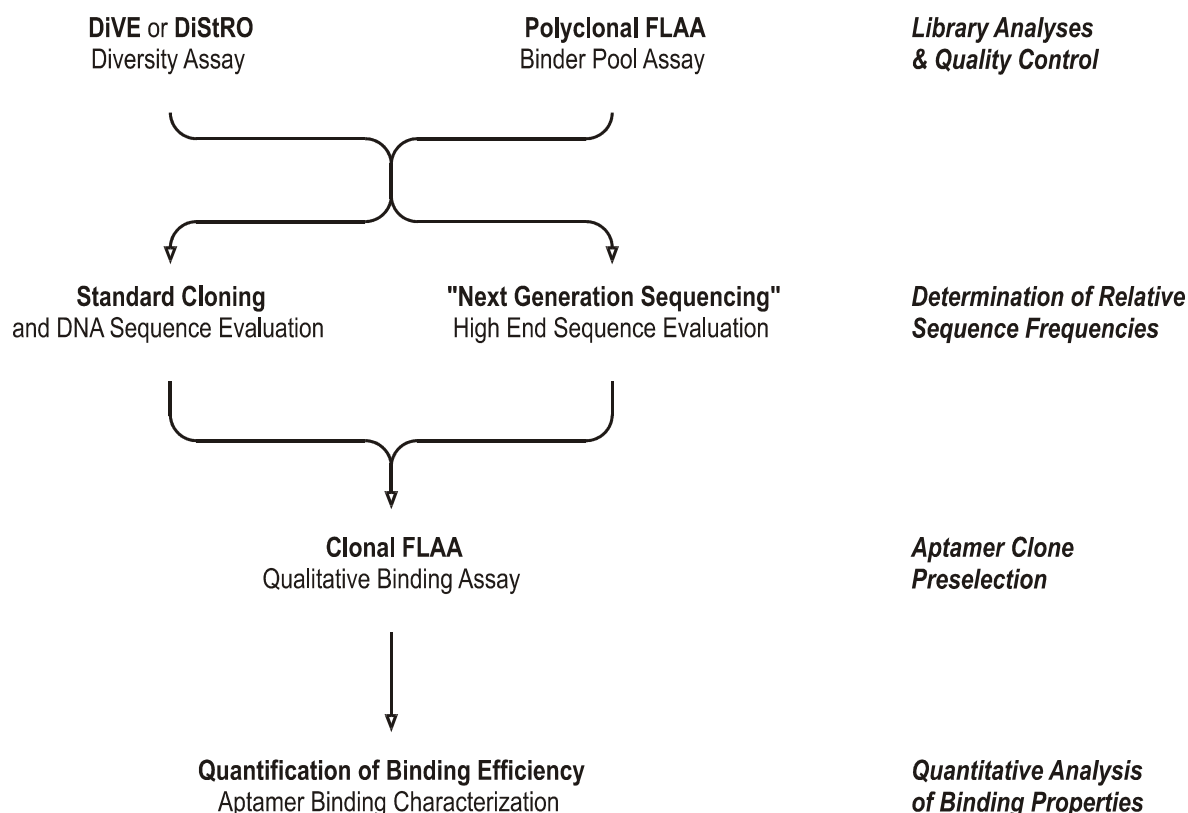 DiVE or DiStRO
Diversity Assay
Polyclonal FLAA
Binder Pool Assay
Library Analyses
& Quality Control
Standard Cloning
and DNA Sequence Evaluation
"Next Generation Sequencing"
High End Sequence Evaluation
Determination of Relative
Sequence Frequencies
Clonal FLAA
Qualitative Binding Assay
Aptamer Clone
Preselection
Quantification of Binding Efficiency
Aptamer Binding Characterization
Quantitative Analysis
of Binding Properties